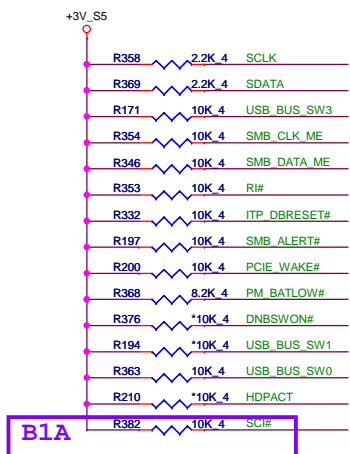 +3V_S5
R358 2.2K_4 SCLK
R369 2.2K_4 SDATA
R171 10K_4 USB_BUS_SW3
R354 10K_4 SMB_CLK_ME
R346 10K_4 SMB_DATA_ME
R353 10K_4 RI#
R332 10K_4 ITP_DBRESET#
R197 10K_4 SMB_ALERT#
R200 10K_4 PCIE_WAKE#
R368 8.2K_4 PM_BATLOW#
R376 *10K_4 DNBSWON#
R194 *10K_4 USB_BUS_SW1
R363 10K_4 USB_BUS_SW0
R210 *10K_4 HDPACT
R382 10K_4 SCI#
B1A